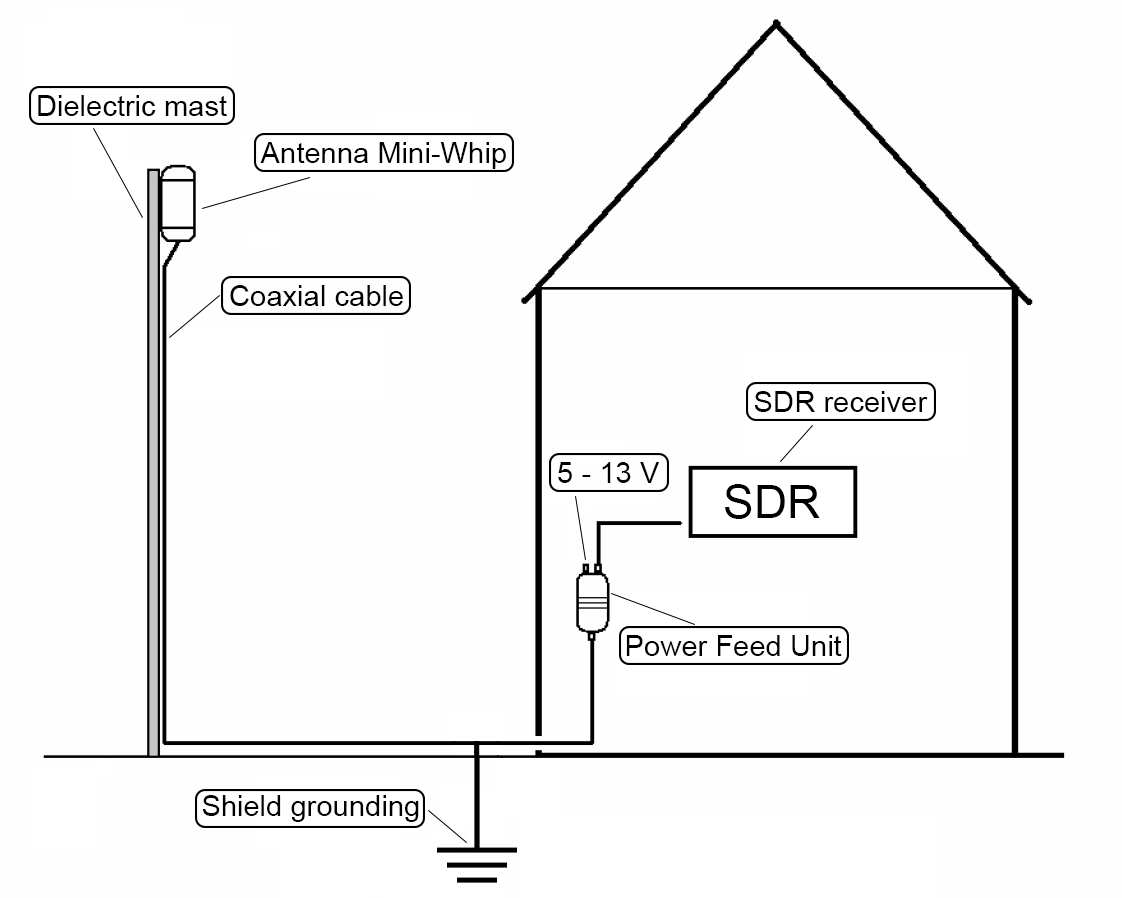 Dielectric mast
Antenna Mini-Whip
Coaxial cable
SDR receiver
5 - 13 V
SDR
Power Feed Unit
Shield grounding